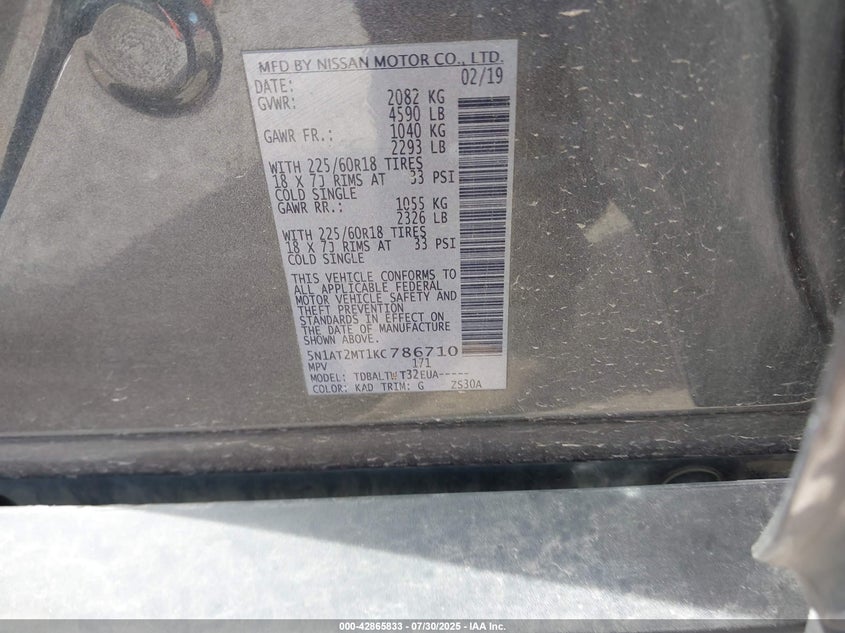 MFD BY NISSAN MOTOR CO., LTD.
DATE: 02/19
GVWR: 2082 KG
4590 LB
GAWR FR.: 1040 KG
2293 LB
WITH 225/60R18 TIRES
18 X 7J RIMS AT 33 PSI
COLD SINGLE
GAWR RR.: 1055 KG
2326 LB
WITH 225/60R18 TIRES
18 X 7J RIMS AT 33 PSI
COLD SINGLE
THIS VEHICLE CONFORMS TO
ALL APPLICABLE FEDERAL
MOTOR VEHICLE SAFETY AND
THEFT PREVENTION
STANDARDS IN EFFECT ON
THE DATE OF MANUFACTURE
SHOWN ABOVE.
5N1AT2MT1KC786710
MPV 171
MODEL: TDBALTWT32EUA-----
COLOR: KAD TRIM: G ZS30A
000-42865833 - 07/30/2025 - IAA Inc.